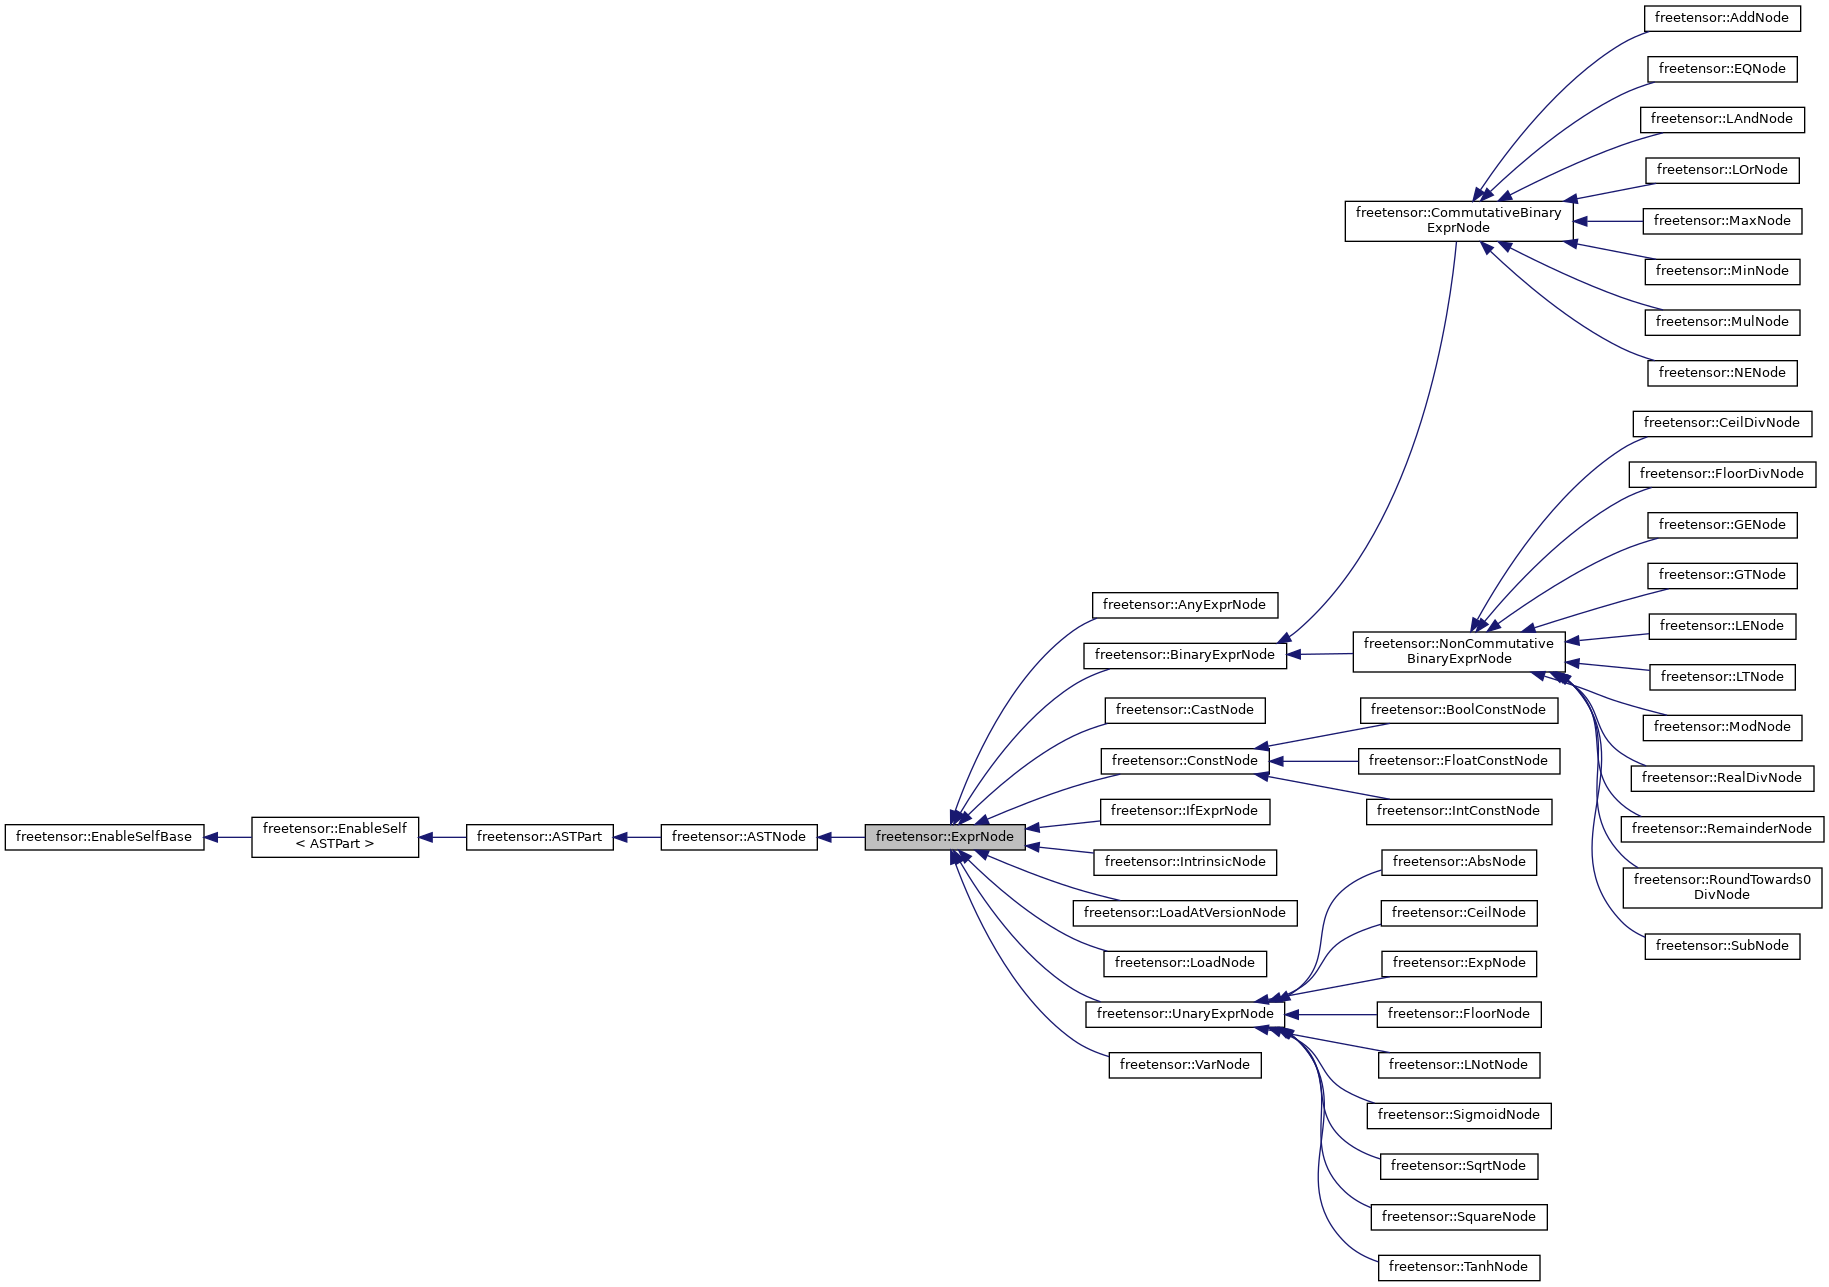 freetensor::AddNode
freetensor::EQNode
freetensor::LAndNode
freetensor::LOrNode
freetensor::CommutativeBinary
ExprNode
freetensor::MaxNode
freetensor::MinNode
freetensor::MulNode
freetensor::NENode
freetensor::CeilDivNode
freetensor::FloorDivNode
freetensor::GENode
freetensor::GTNode
freetensor::AnyExprNode
freetensor::LENode
freetensor::BinaryExprNode
freetensor::NonCommutative
BinaryExprNode
freetensor::LTNode
freetensor::CastNode
freetensor::BoolConstNode
freetensor::ModNode
freetensor::ConstNode
freetensor::FloatConstNode
freetensor::RealDivNode
freetensor::IfExprNode
freetensor::IntConstNode
freetensor::RemainderNode
freetensor::EnableSelfBase
freetensor::EnableSelf
< ASTPart >
freetensor::ASTPart
freetensor::ASTNode
freetensor::ExprNode
freetensor::IntrinsicNode
freetensor::AbsNode
freetensor::RoundTowards0
DivNode
freetensor::LoadAtVersionNode
freetensor::CeilNode
freetensor::SubNode
freetensor::LoadNode
freetensor::ExpNode
freetensor::UnaryExprNode
freetensor::FloorNode
freetensor::VarNode
freetensor::LNotNode
freetensor::SigmoidNode
freetensor::SqrtNode
freetensor::SquareNode
freetensor::TanhNode